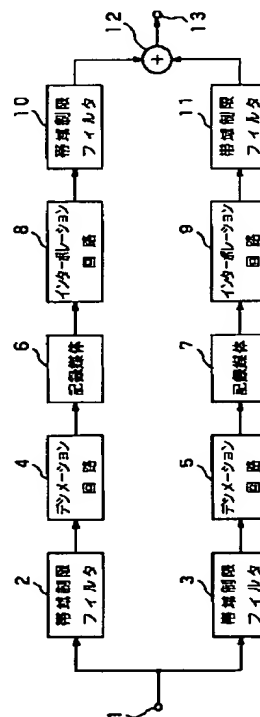 1
2
帯域制限
フィルタ
4
デシメーション
回路
6
記録媒体
8
インターポレーション
回路
10
帯域制限
フィルタ
12
+
13
3
帯域制限
フィルタ
5
デシメーション
回路
7
記録媒体
9
インターポレーション
回路
11
帯域制限
フィルタ